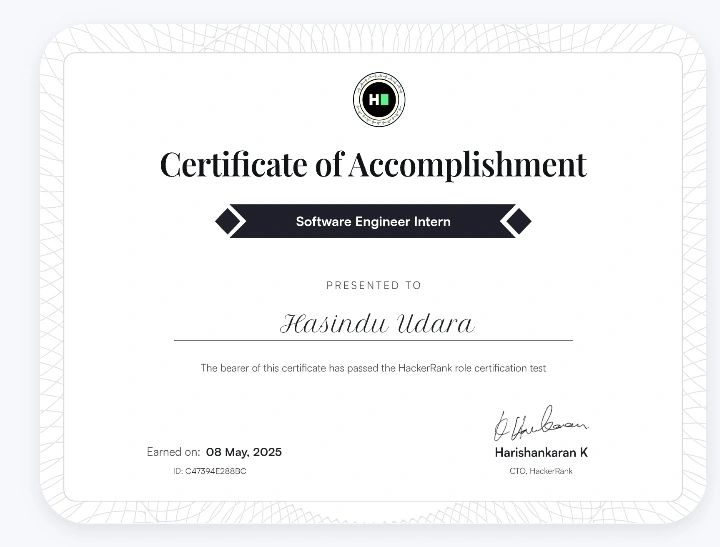 H
Certificate of Accomplishment
Software Engineer Intern
PRESENTED TO
Hasindu Udara
The bearer of this certificate has passed the HackerRank role certification test
Earned on: 08 May, 2025
ID: C47394E288BC
Harishankaran K
CTO, HackerRank